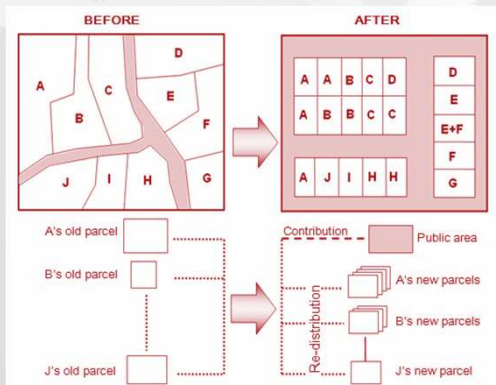 BEFORE
AFTER
A
B
C
D
E
F
G
H
I
J
A A B C D
A B B C C
A J I H H
D
E
E+F
F
G
A's old parcel
B's old parcel
J's old parcel
Contribution
Public area
Re-distribution
A's new parcels
B's new parcels
J's new parcel